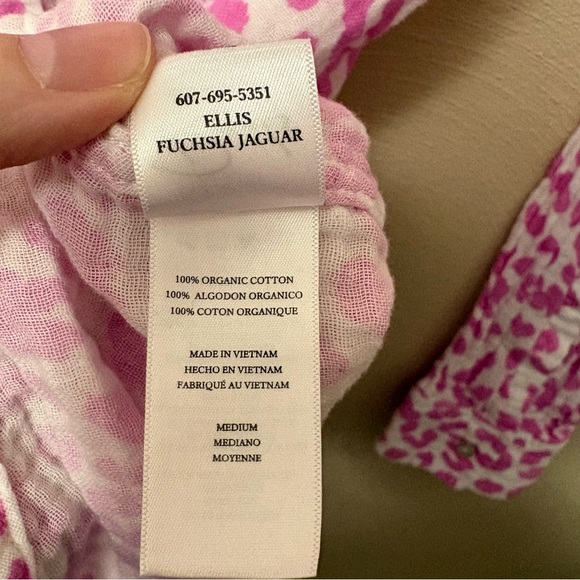 607-695-5351
ELLIS
FUCHSIA JAGUAR
100% ORGANIC COTTON
100% ALGODON ORGANICO
100% COTON ORGANIQUE
MADE IN VIETNAM
HECHO EN VIETNAM
FABRIQUÉ AU VIETNAM
MEDIUM
MEDIANO
MOYENNE